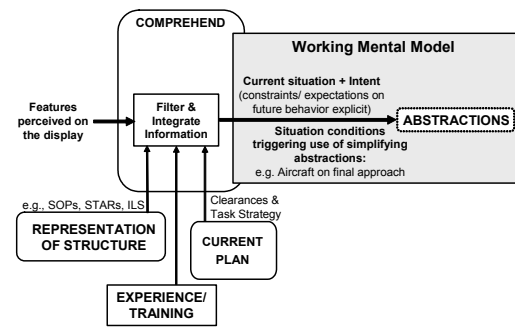 COMPREHEND
Working Mental Model
Features
perceived on
the display
Filter &
Integrate
Information
Current situation + Intent
(constraints/ expectations on
future behavior explicit)
ABSTRACTIONS
Situation conditions
triggering use of simplifying
abstractions:
e.g. Aircraft on final approach
e.g., SOPs, STARs, ILS
REPRESENTATION
OF STRUCTURE
Clearances &
Task Strategy
CURRENT
PLAN
EXPERIENCE/
TRAINING